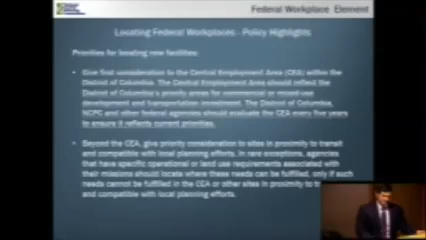 Federal Workplace Element
Locating Federal Workplaces - Policy Highlights
Priorities for locating new facilities:
• Give first consideration to the Central Employment Area (CEA) within the
District of Columbia. The Central Employment Area should reflect the
District of Columbia's priority areas for commercial or mixed-use
development and transportation investment. The District of Columbia,
NCPC and other federal agencies should evaluate the CEA every five years
to ensure it reflects current priorities.
• Beyond the CEA, give priority consideration to sites in proximity to transit
and compatible with local planning efforts. In rare exceptions, agencies
that have specific operational or land use requirements associated with
their missions should locate where these needs can be fulfilled, only if such
needs cannot be fulfilled in the CEA or other sites in proximity to
and compatible with local planning efforts.